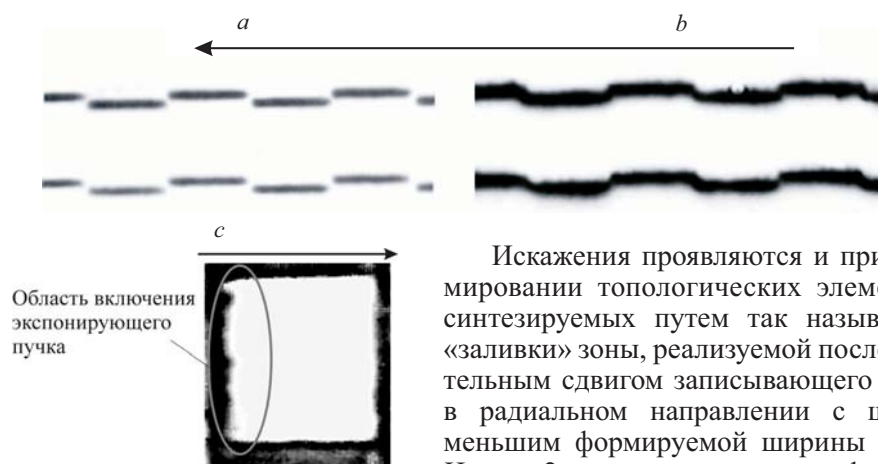 a b
c
Область включения
экспонирующего
пучка
Искажения проявляются и при
мировании топологических элеме
синтезируемых путем так назыв
«заливки» зоны, реализуемой после
тельным сдвигом записывающего
в радиальном направлении с ш
меньшим формируемой ширины